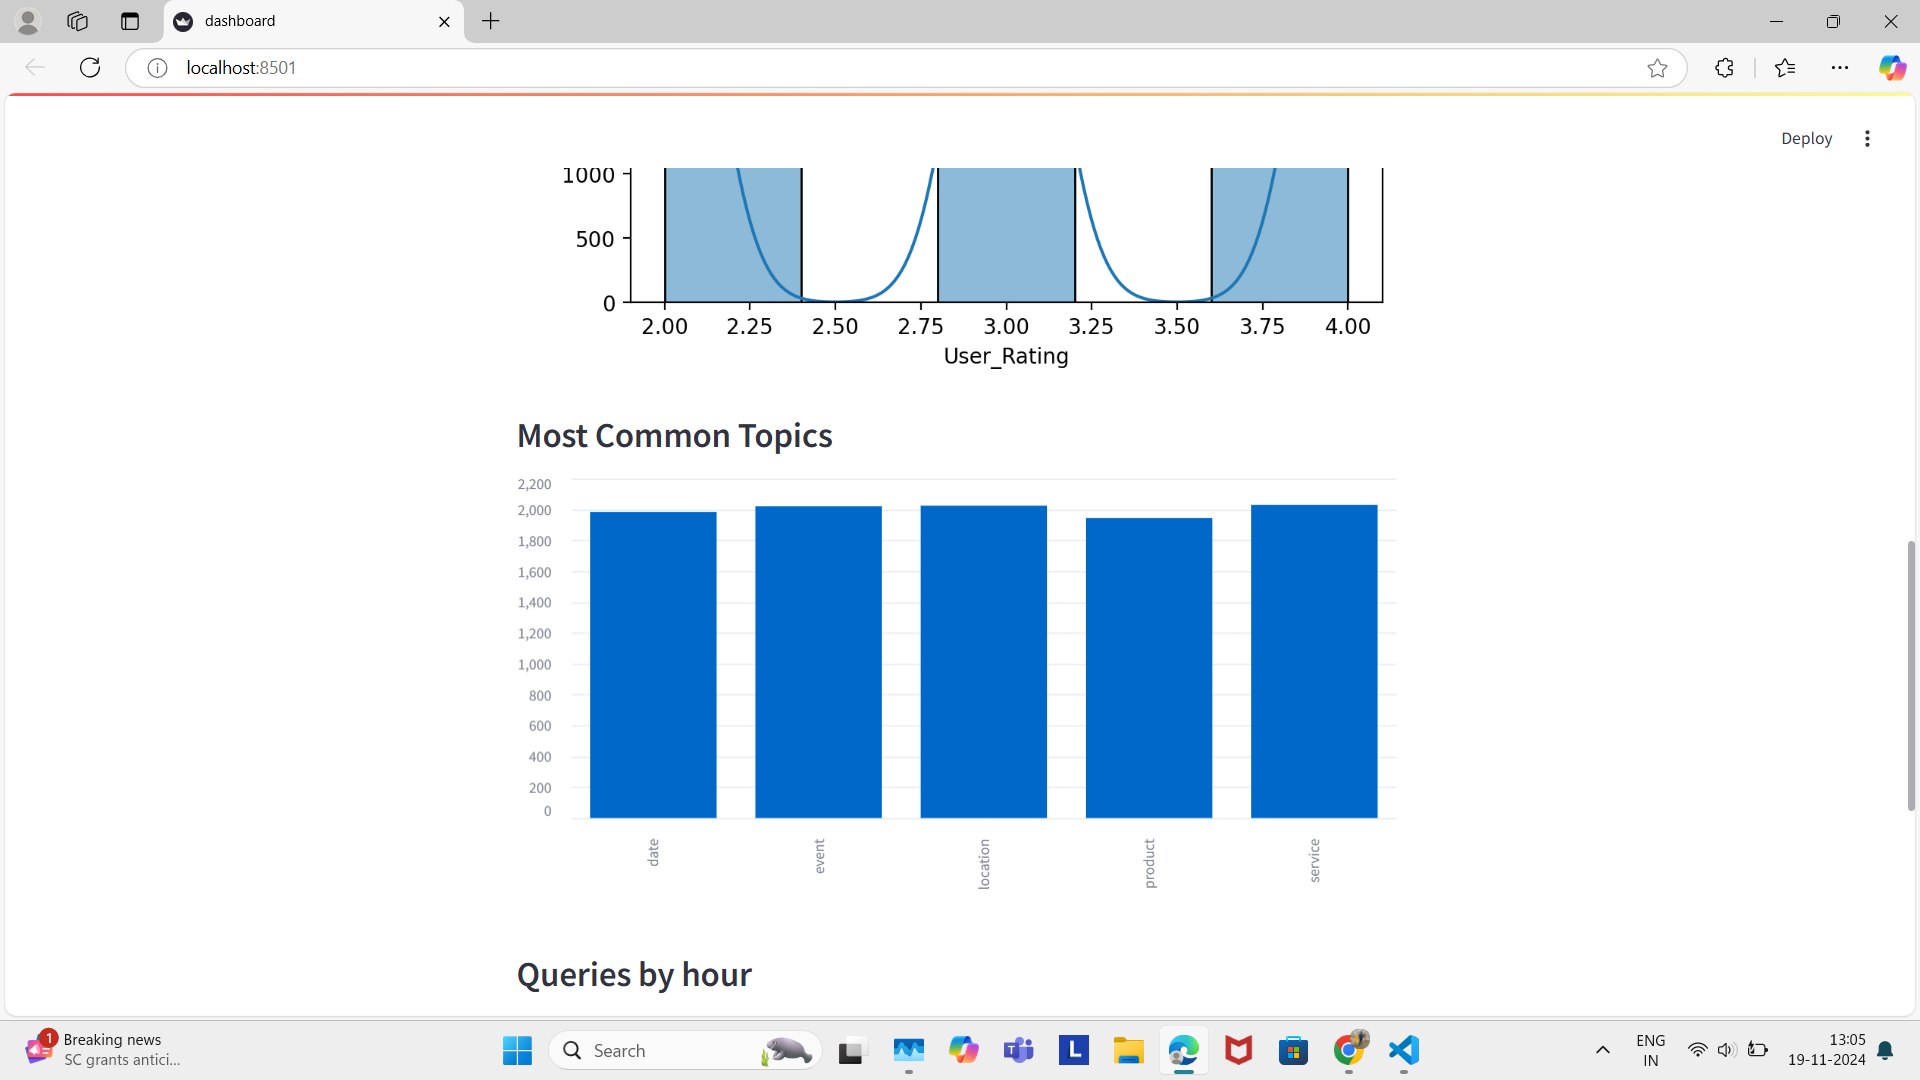 dashboard
localhost:8501
Deploy
1000
500
0
2.00 2.25 2.50 2.75 3.00 3.25 3.50 3.75 4.00
User_Rating
Most Common Topics
2,200
2,000
1,800
1,600
1,400
1,200
1,000
800
600
400
200
0
date event location product service
Queries by hour
1 Breaking news
SC grants antici...
Search
L
ENG
IN
13:05
19-11-2024